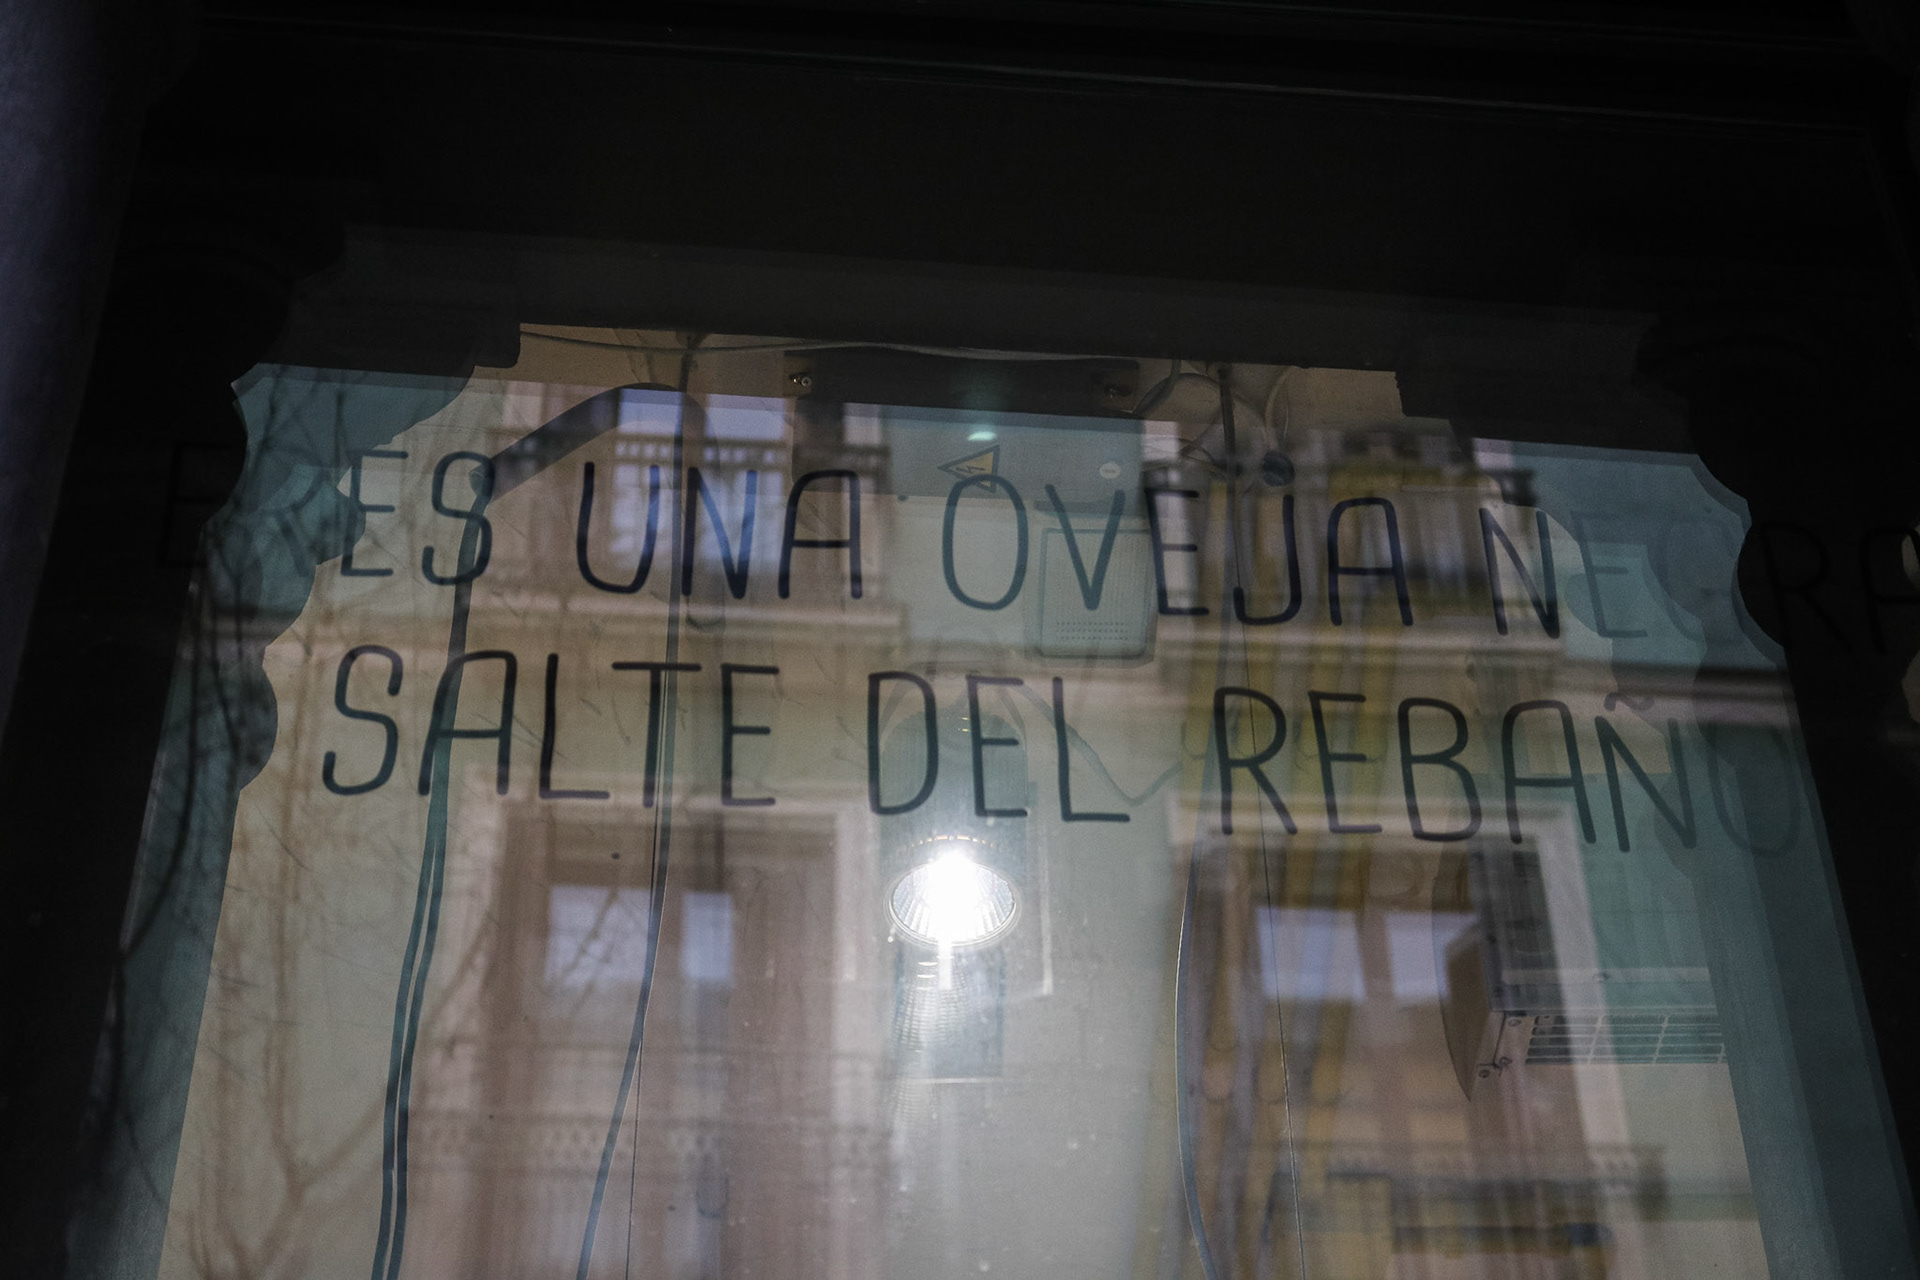 ERES UNA OVEJA NEGRA
SALTE DEL REBAÑO